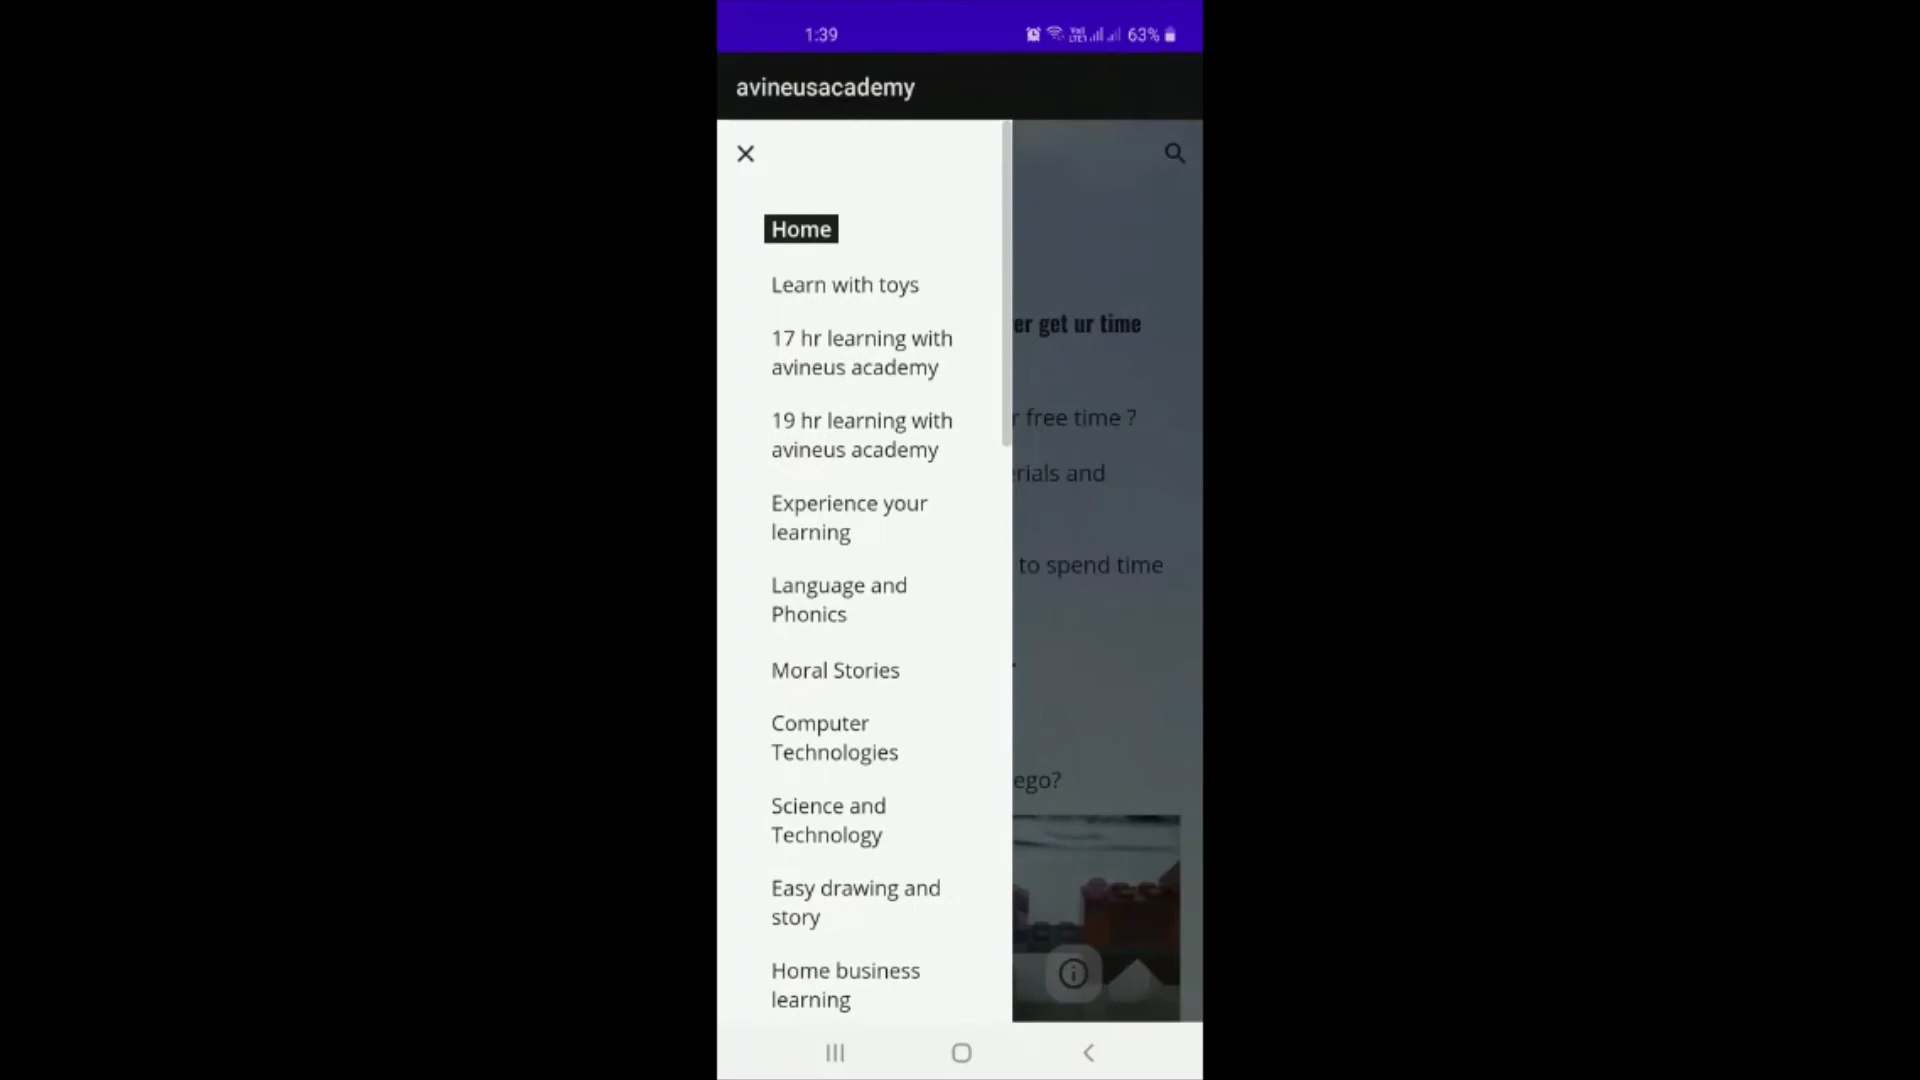 1:39
63%
avineusacademy
Home
Learn with toys
17 hr learning with
avineus academy
19 hr learning with
avineus academy
Experience your
learning
Language and
Phonics
Moral Stories
Computer
Technologies
Science and
Technology
Easy drawing and
story
Home business
learning
er get ur time
free time ?
rials and
to spend time
ego?